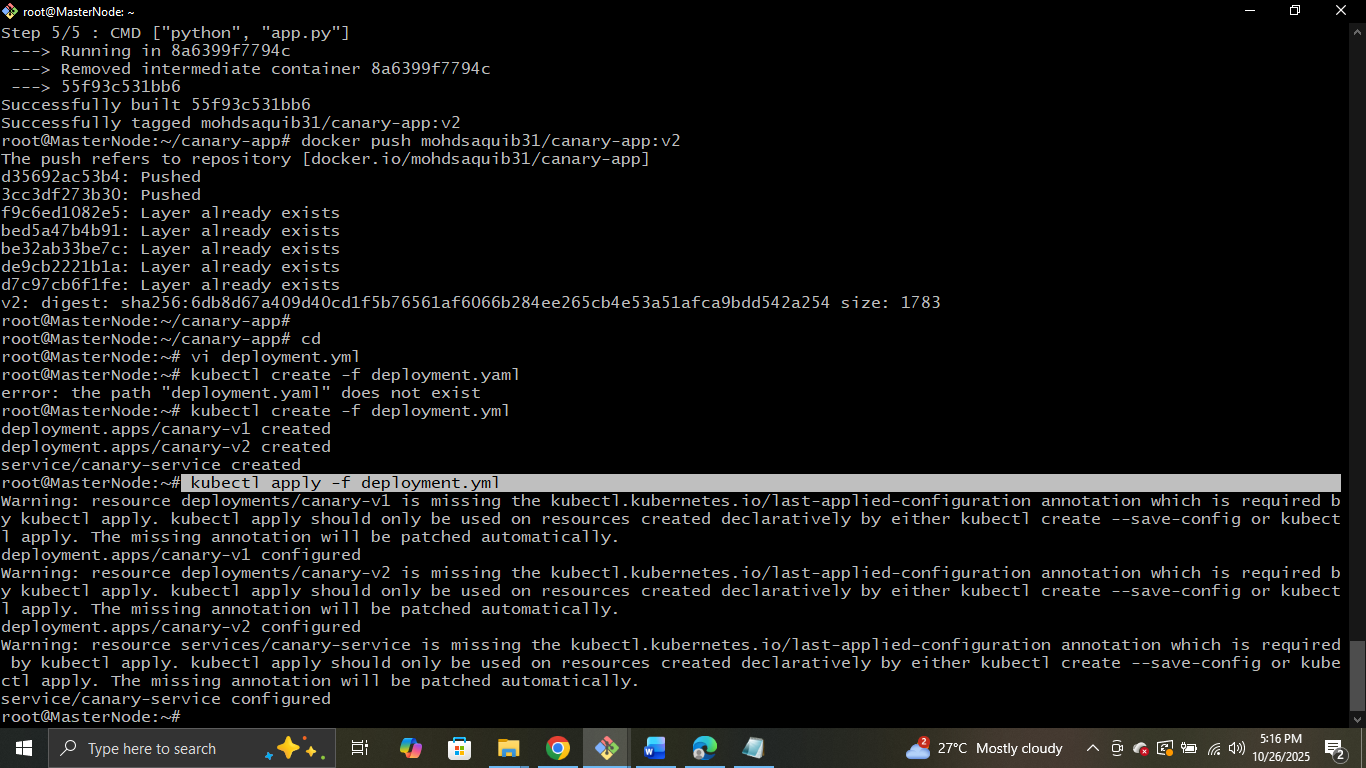 root@MasterNode: ~
Step 5/5 : CMD ["python", "app.py"]
 ---> Running in 8a6399f7794c
 ---> Removed intermediate container 8a6399f7794c
 ---> 55f93c531bb6
Successfully built 55f93c531bb6
Successfully tagged mohdsaquib31/canary-app:v2
root@MasterNode:~/canary-app# docker push mohdsaquib31/canary-app:v2
The push refers to repository [docker.io/mohdsaquib31/canary-app]
d35692ac53b4: Pushed
3cc3df273b30: Pushed
f9c6ed1082e5: Layer already exists
bed5a47b4b91: Layer already exists
be32ab33be7c: Layer already exists
de9cb2221b1a: Layer already exists
d7c97cb6f1fe: Layer already exists
v2: digest: sha256:6db8d67a409d40cd1f5b76561af6066b284ee265cb4e53a51afca9bdd542a254 size: 1783
root@MasterNode:~/canary-app#
root@MasterNode:~/canary-app# cd
root@MasterNode:~# vi deployment.yml
root@MasterNode:~# kubectl create -f deployment.yaml
error: the path "deployment.yaml" does not exist
root@MasterNode:~# kubectl create -f deployment.yml
deployment.apps/canary-v1 created
deployment.apps/canary-v2 created
service/canary-service created
root@MasterNode:~# kubectl apply -f deployment.yml
Warning: resource deployments/canary-v1 is missing the kubectl.kubernetes.io/last-applied-configuration annotation which is required b
y kubectl apply. kubectl apply should only be used on resources created declaratively by either kubectl create --save-config or kubect
l apply. The missing annotation will be patched automatically.
deployment.apps/canary-v1 configured
Warning: resource deployments/canary-v2 is missing the kubectl.kubernetes.io/last-applied-configuration annotation which is required b
y kubectl apply. kubectl apply should only be used on resources created declaratively by either kubectl create --save-config or kubect
l apply. The missing annotation will be patched automatically.
deployment.apps/canary-v2 configured
Warning: resource services/canary-service is missing the kubectl.kubernetes.io/last-applied-configuration annotation which is required
 by kubectl apply. kubectl apply should only be used on resources created declaratively by either kubectl create --save-config or kube
ctl apply. The missing annotation will be patched automatically.
service/canary-service configured
root@MasterNode:~#
Type here to search
2
27°C Mostly cloudy
5:16 PM
10/26/2025
2